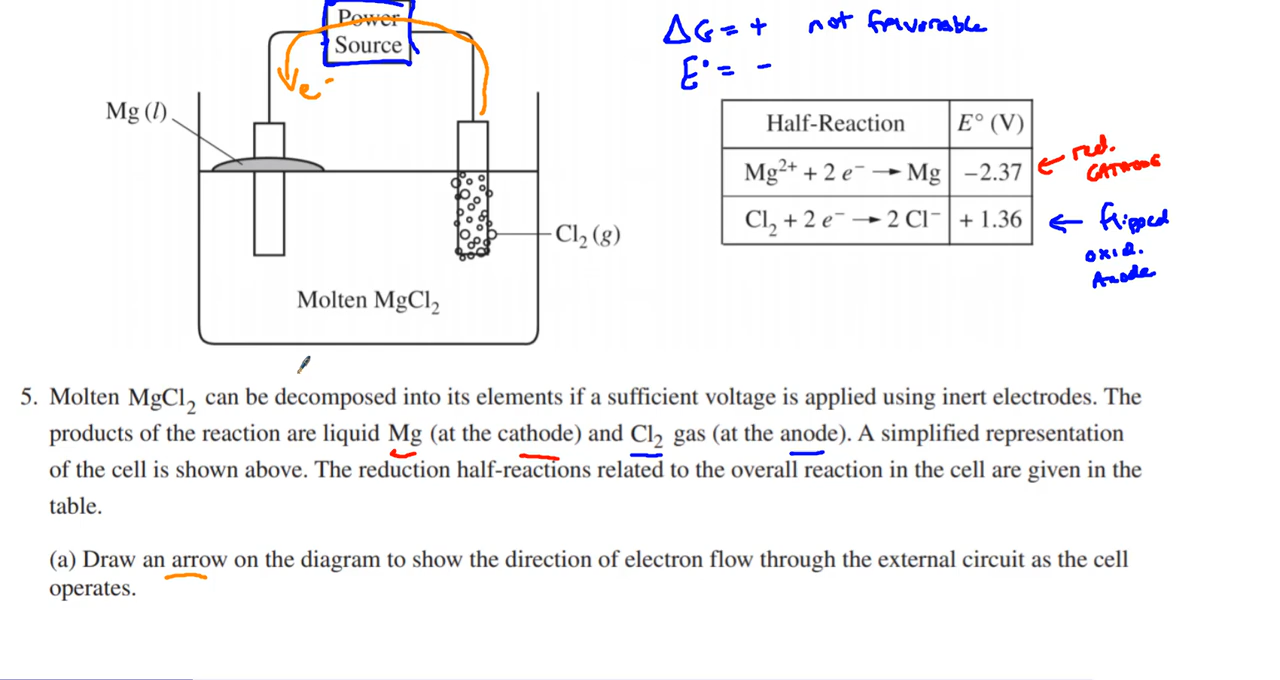 Power
Source
e⁻
ΔG = + not favorable
E° = -
Mg (l)
Half-Reaction E° (V)
Mg²⁺ + 2 e⁻ → Mg −2.37
← red.
CATHODE
Cl₂ + 2 e⁻ → 2 Cl⁻ + 1.36
← flipped
oxid.
Anode
Cl₂ (g)
Molten MgCl₂
5. Molten MgCl₂ can be decomposed into its elements if a sufficient voltage is applied using inert electrodes. The
products of the reaction are liquid Mg (at the cathode) and Cl₂ gas (at the anode). A simplified representation
of the cell is shown above. The reduction half-reactions related to the overall reaction in the cell are given in the
table.
(a) Draw an arrow on the diagram to show the direction of electron flow through the external circuit as the cell
operates.